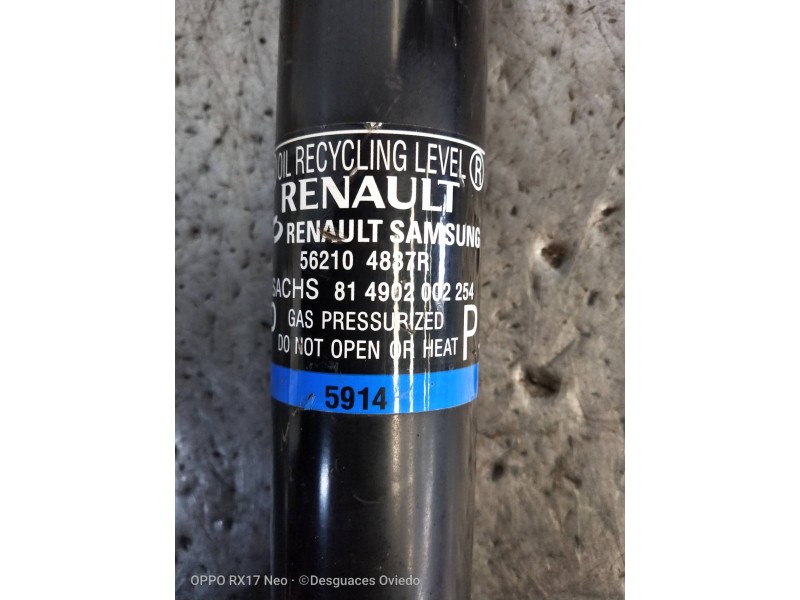 OIL RECYCLING LEVEL ®
RENAULT
RENAULT SAMSUNG
56210 4887R
SACHS 81 4902 002 254
GAS PRESSURIZED
DO NOT OPEN OR HEAT P
5914
OPPO RX17 Neo · ©Desguaces Oviedo